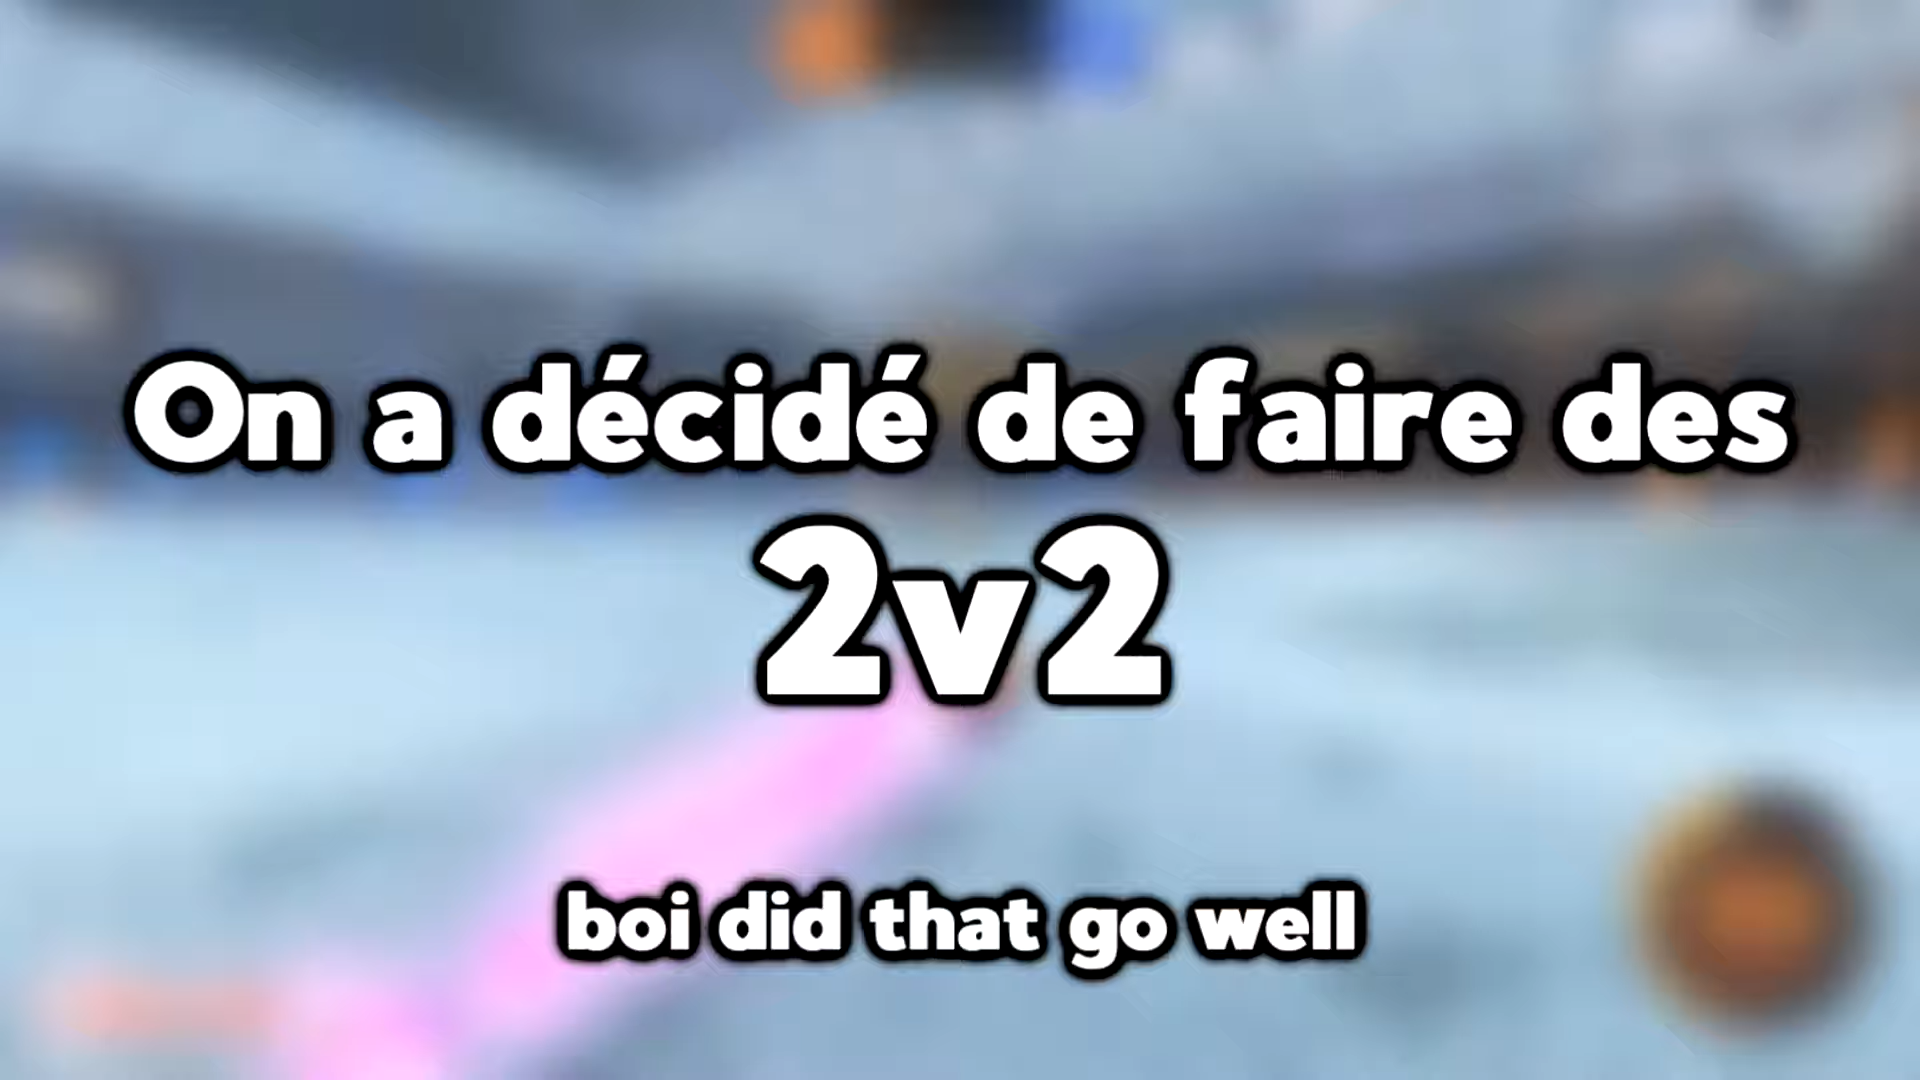 On a décidé de faire des
2v2
boi did that go well